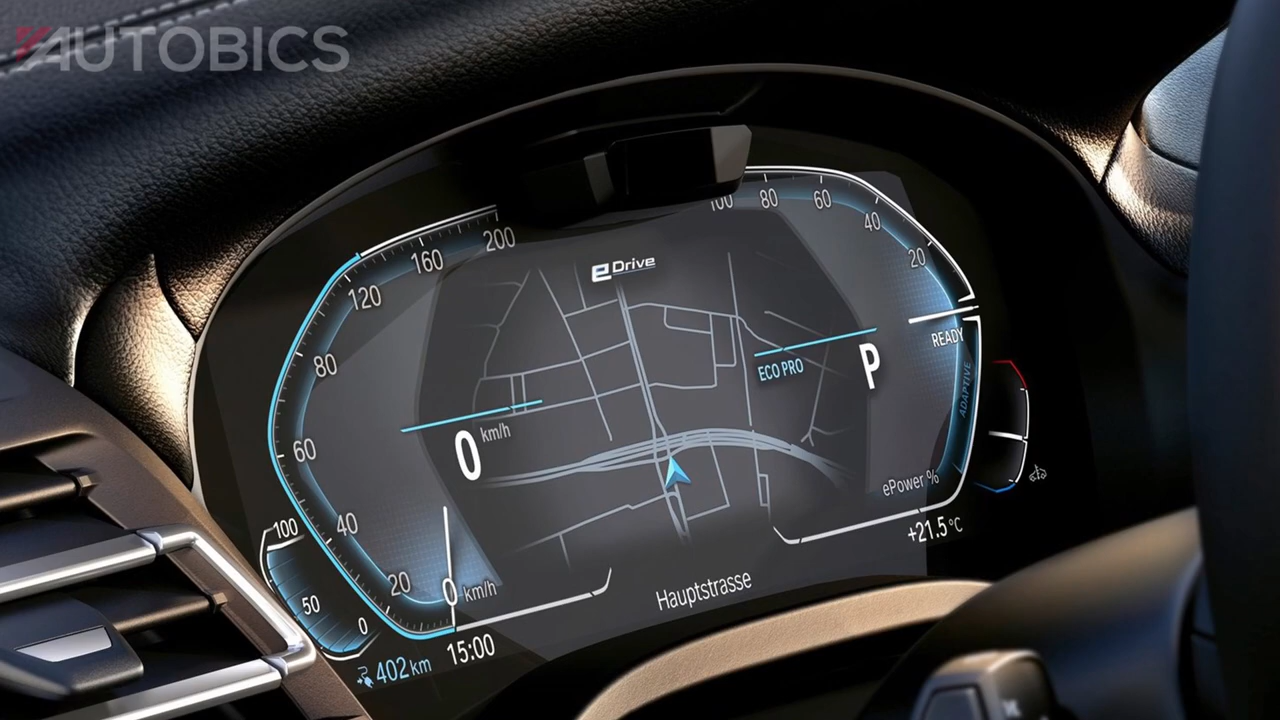 AUTOBICS
200
160
120
80
60
40
20
0 km/h
100
50
0
402 km
15:00
eDrive
0 km/h
ECO PRO
P
100
80
60
40
20
READY
ADAPTIVE
ePower %
+21.5 °C
Hauptstrasse